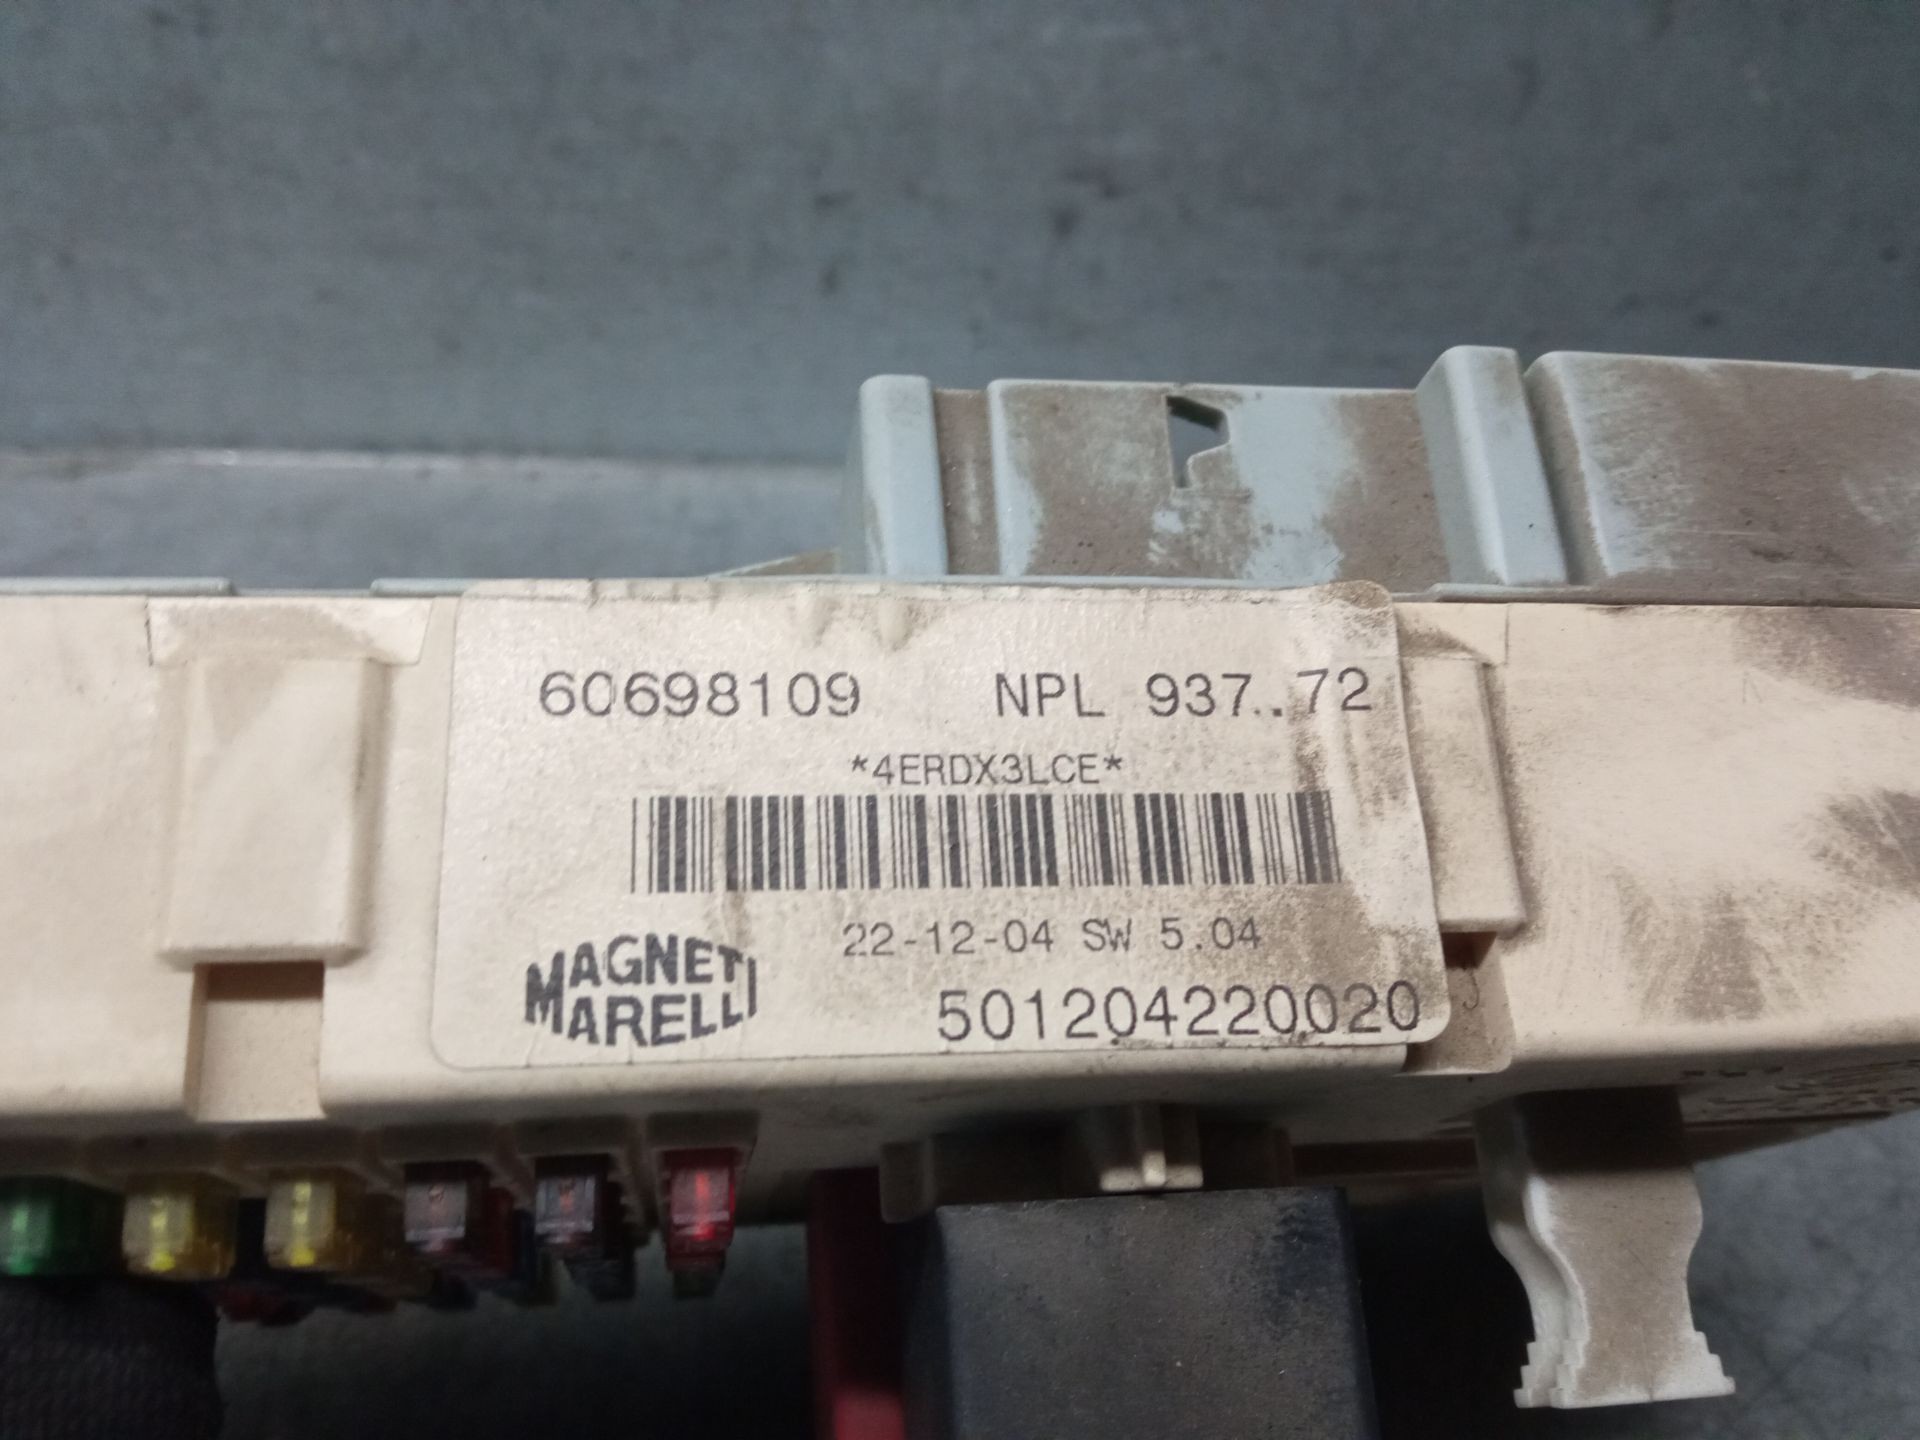 60698109 NPL 937..72
*4ERDX3LCE*
22-12-04 SW 5.04
MAGNETI
MARELLI
501204220020